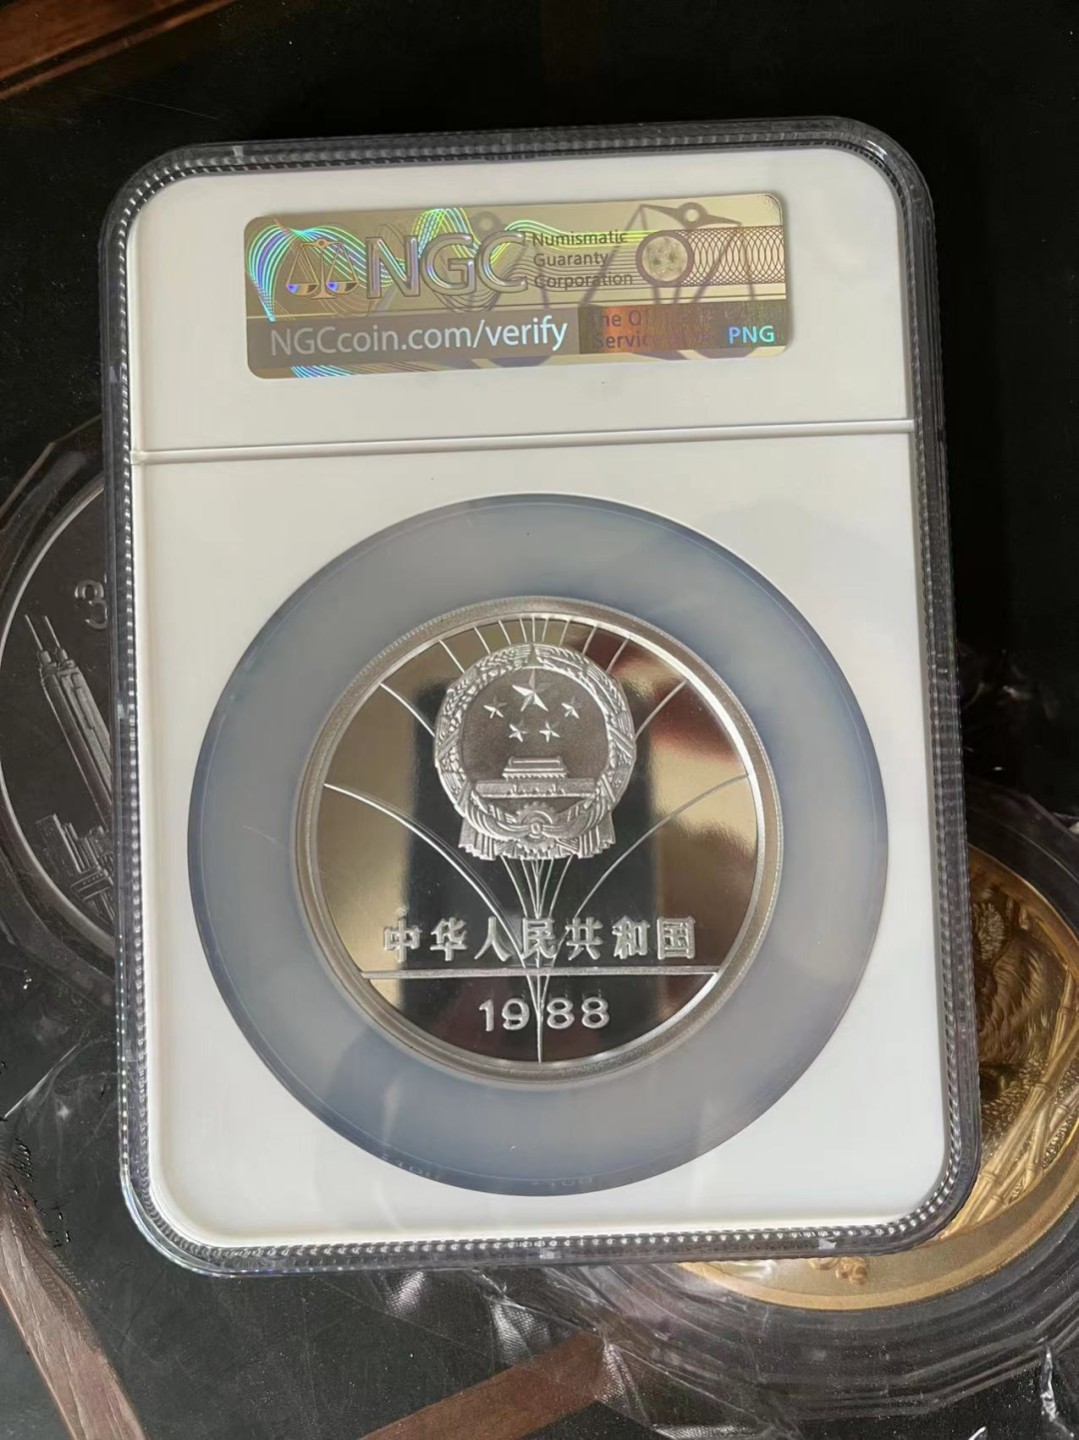 NGC
Numismatic
Guaranty
Corporation
NGCcoin.com/verify
PNG
中华人民共和国
1988